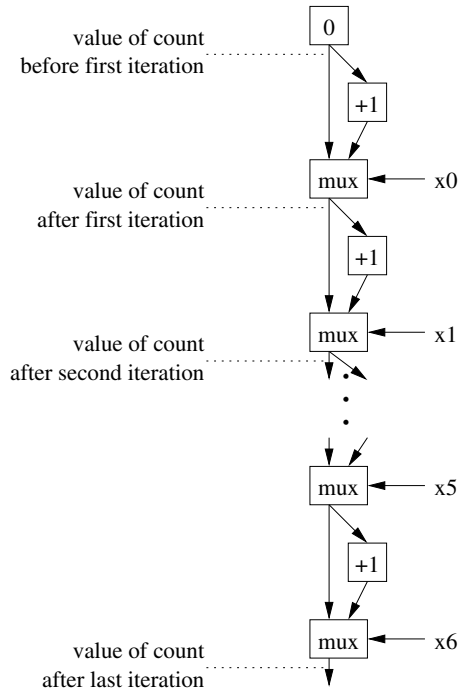 value of count
before first iteration
0
+1
mux
x0
value of count
after first iteration
+1
mux
x1
value of count
after second iteration
mux
x5
+1
mux
x6
value of count
after last iteration